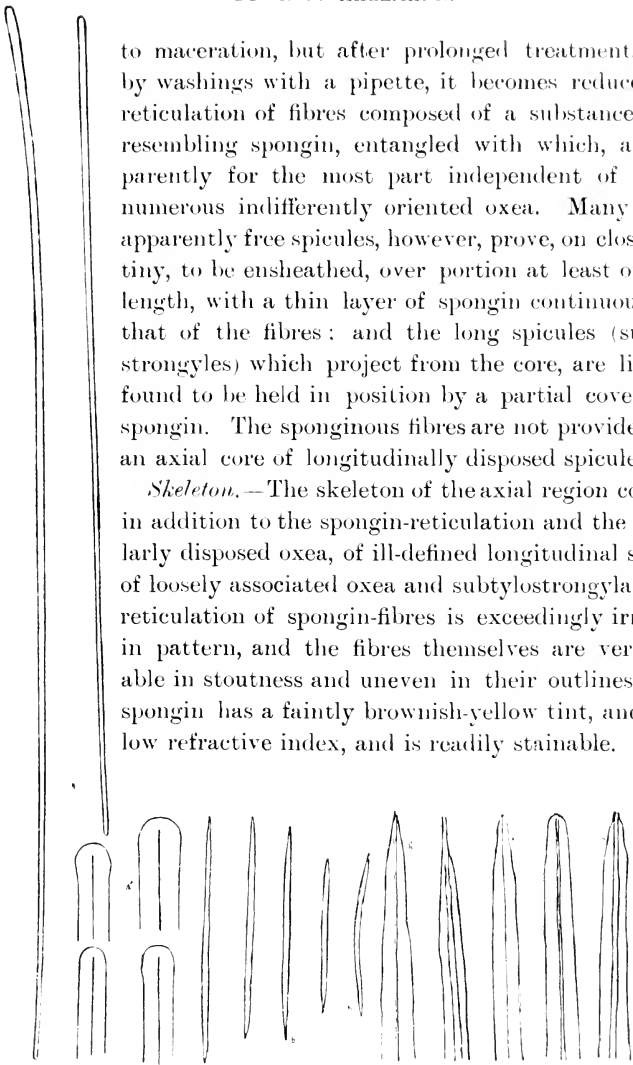 to maceration, but after prolonged treatment,
by washings with a pipette, it becomes reduc
reticulation of fibres composed of a substance
resembling spongin, entangled with which, a
parently for the most part independent of
numerous indifferently oriented oxea. Many
apparently free spicules, however, prove, on clos
tiny, to be ensheathed, over portion at least o
length, with a thin layer of spongin continuou
that of the fibres; and the long spicules (su
strongyles) which project from the core, are li
found to be held in position by a partial cove
spongin. The sponginous fibres are not provide
an axial core of longitudinally disposed spicule
Skeleton.—The skeleton of the axial region co
in addition to the spongin-reticulation and the
larly disposed oxea, of ill-defined longitudinal s
of loosely associated oxea and subtylostrongyla
reticulation of spongin-fibres is exceedingly irr
in pattern, and the fibres themselves are ver
able in stoutness and uneven in their outlines
spongin has a faintly brownish-yellow tint, and
low refractive index, and is readily stainable.
a'
b